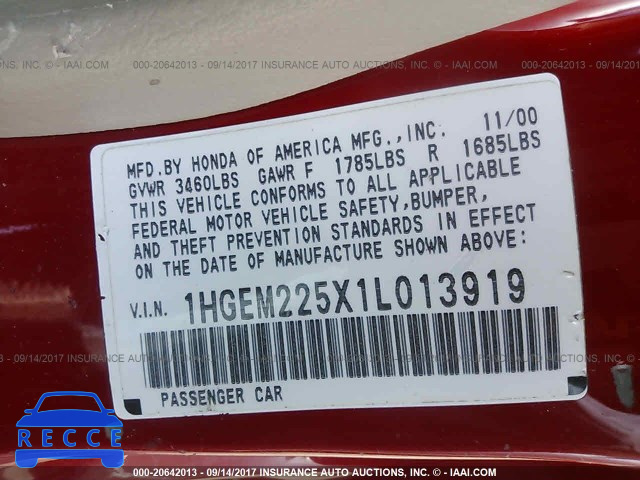 000-20642013 - 09/14/2017 INSURANCE AUTO AUCTIONS, INC. - © IAAI.COM
MFD.BY HONDA OF AMERICA MFG.,INC. 11/00
GVWR 3460LBS GAWR F 1785LBS R 1685LBS
THIS VEHICLE CONFORMS TO ALL APPLICABLE
FEDERAL MOTOR VEHICLE SAFETY,BUMPER,
AND THEFT PREVENTION STANDARDS IN EFFECT
ON THE DATE OF MANUFACTURE SHOWN ABOVE:
V.I.N. 1HGEM225X1L013919
PASSENGER CAR
RECCE
000-20642013 - 09/14/2017 INSURANCE AUTO AUCTIONS, INC. - © IAAI.COM